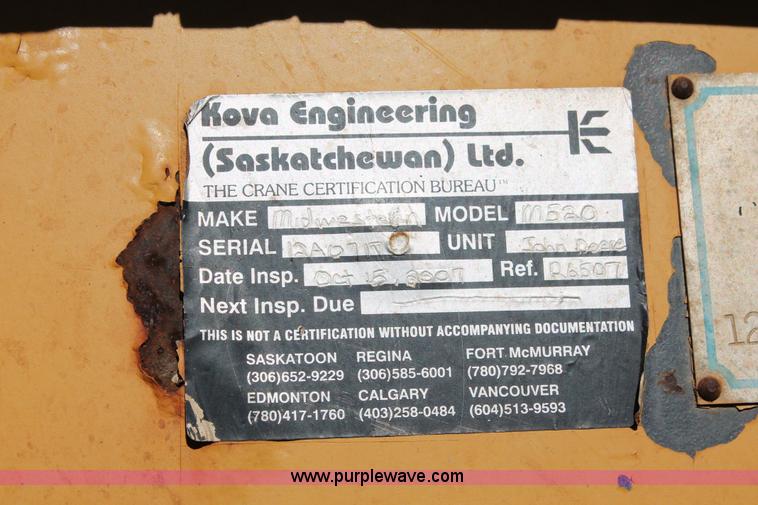 Kova Engineering
(Saskatchewan) Ltd.
THE CRANE CERTIFICATION BUREAU™
MAKE Midwestern MODEL M520
SERIAL UNIT John Deere
Date Insp. Oct 15, 2007 Ref. D6507
Next Insp. Due
THIS IS NOT A CERTIFICATION WITHOUT ACCOMPANYING DOCUMENTATION
SASKATOON REGINA FORT McMURRAY
(306)652-9229 (306)585-6001 (780)792-7968
EDMONTON CALGARY VANCOUVER
(780)417-1760 (403)258-0484 (604)513-9593
12
www.purplewave.com